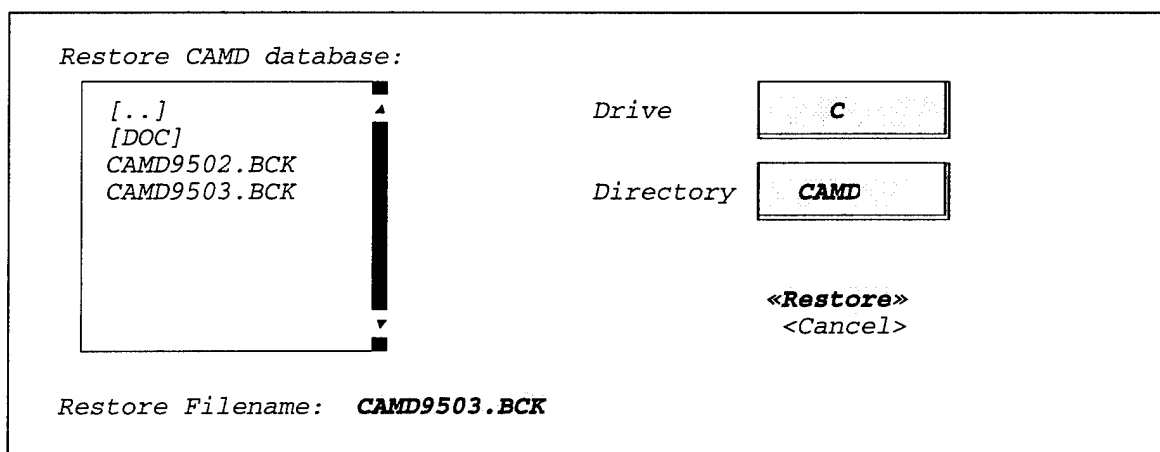 Restore CAMD database:
[..]
[DOC]
CAMD9502.BCK
CAMD9503.BCK
Drive C
Directory CAMD
«Restore»
<Cancel>
Restore Filename: CAMD9503.BCK